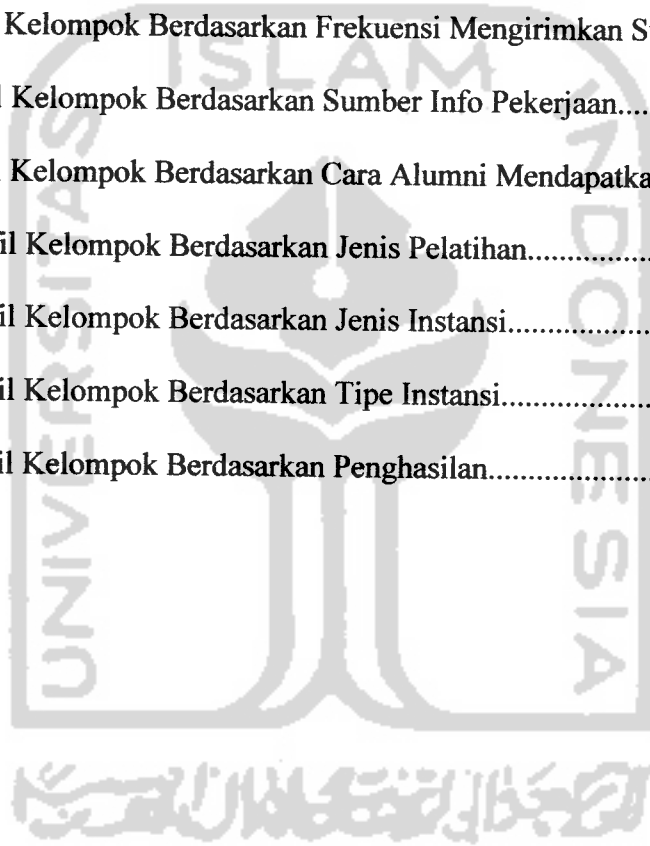 Kelompok Berdasarkan Frekuensi Mengirimkan
Kelompok Berdasarkan Sumber Info Pekerjaan....
Kelompok Berdasarkan Cara Alumni Mendapatka
il Kelompok Berdasarkan Jenis Pelatihan.................
il Kelompok Berdasarkan Jenis Instansi...................
il Kelompok Berdasarkan Tipe Instansi....................
il Kelompok Berdasarkan Penghasilan......................
UNIVERSITAS
ISLAM
INDONESIA